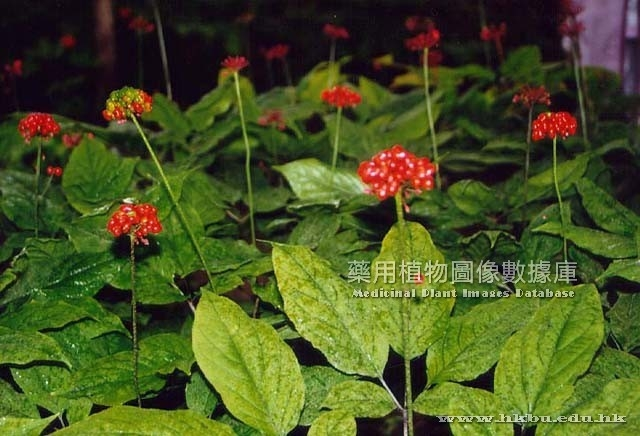 藥用植物圖像數據庫
Medicinal Plant Images Database
www.hkbu.edu.hk